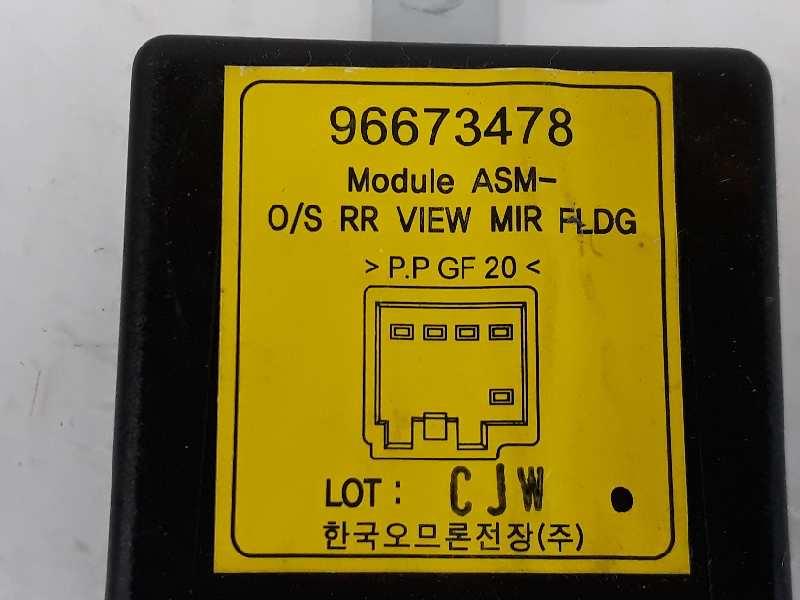 96673478
Module ASM-
O/S RR VIEW MIR FLDG
> P.P GF 20 <
LOT : CJW
한국오므론전장(주)